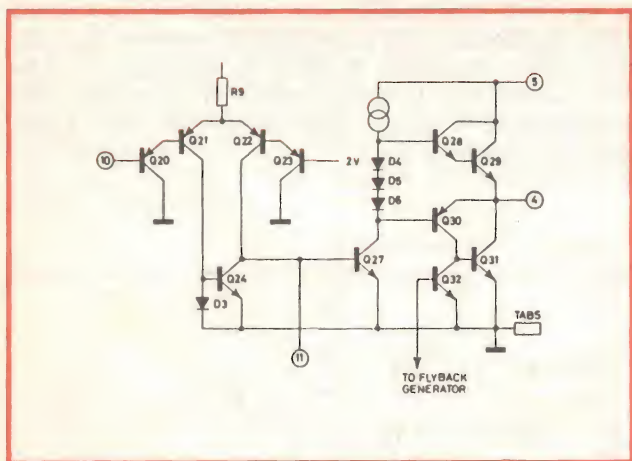 R9
5
Q21
Q22
Q28
10
Q20
Q23
2V
D4
Q29
D5
D6
4
Q30
Q24
Q27
Q32
Q31
D3
TABS
11
TO FLYBACK
GENERATOR